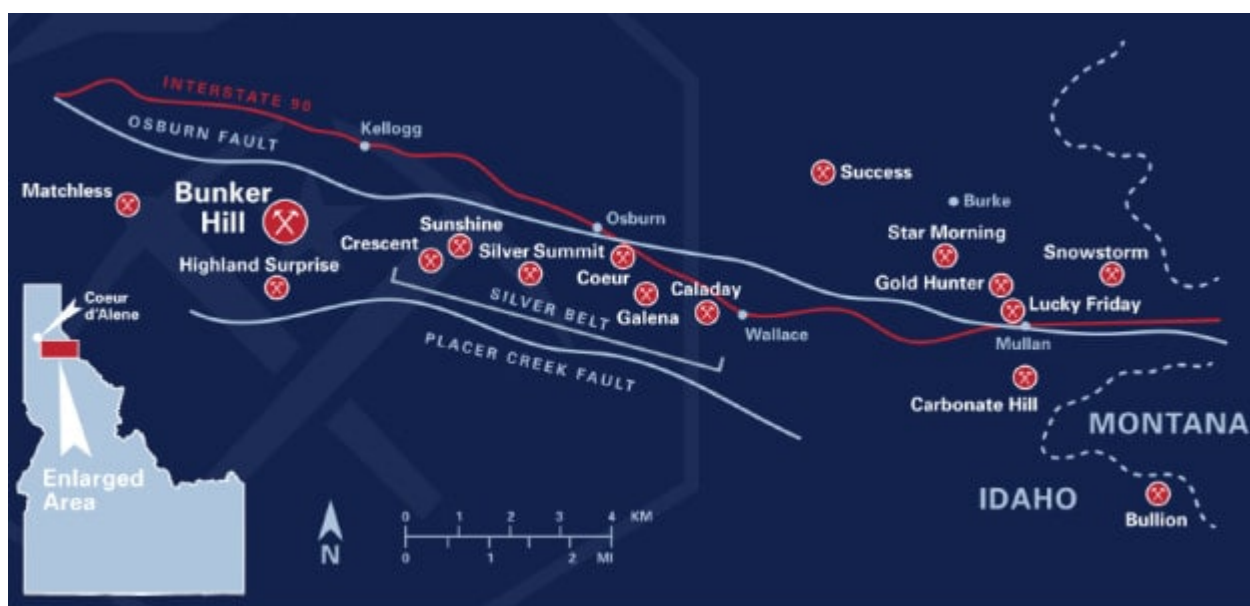 INTERSTATE 90
OSBURN FAULT
Kellogg
Matchless
Bunker
Hill
Highland Surprise
Crescent
Sunshine
Silver Summit
Osburn
Coeur
Galena
Caladay
SILVER BELT
PLACER CREEK FAULT
Wallace
Success
Burke
Star Morning
Snowstorm
Gold Hunter
Lucky Friday
Mullan
Carbonate Hill
MONTANA
IDAHO
Bullion
Coeur
d'Alene
Enlarged
Area
N
0 1 2 3 4 KM
0 1 2 MI